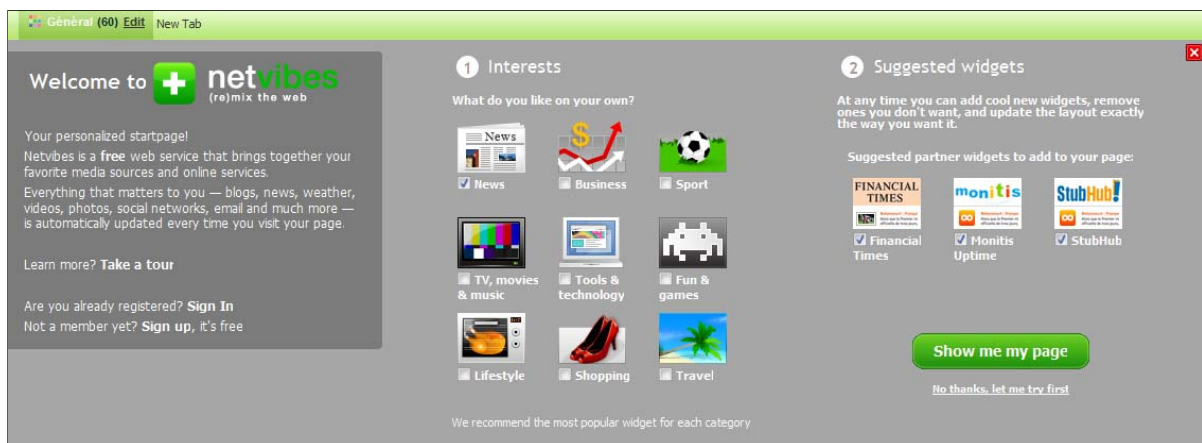 Général (60) Edit New Tab
Welcome to netvibes
(re)mix the web
Your personalized startpage!
Netvibes is a free web service that brings together your
favorite media sources and online services.
Everything that matters to you — blogs, news, weather,
videos, photos, social networks, email and much more —
is automatically updated every time you visit your page.
Learn more? Take a tour
Are you already registered? Sign In
Not a member yet? Sign up, it's free
1 Interests
What do you like on your own?
News
News
Business
Sport
TV, movies
& music
Tools &
technology
Fun &
games
Lifestyle
Shopping
Travel
We recommend the most popular widget for each category
2 Suggested widgets
At any time you can add cool new widgets, remove
ones you don't want, and update the layout exactly
the way you want it.
Suggested partner widgets to add to your page:
FINANCIAL
TIMES
Financial
Times
monitis
Monitis
Uptime
StubHub!
StubHub
Show me my page
No thanks, let me try first